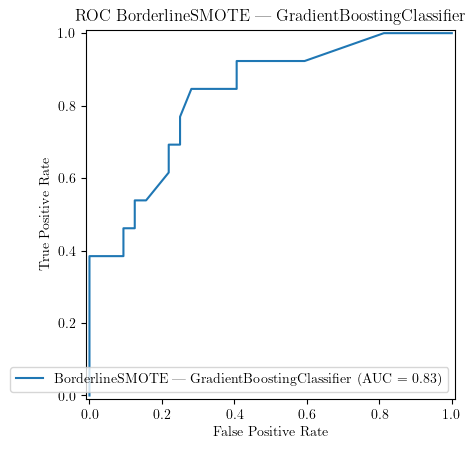 ROC BorderlineSMOTE — GradientBoostingClassifier
1.0
0.8
0.6
0.4
0.2
0.0
True Positive Rate
BorderlineSMOTE — GradientBoostingClassifier (AUC = 0.83)
0.0 0.2 0.4 0.6 0.8 1.0
False Positive Rate